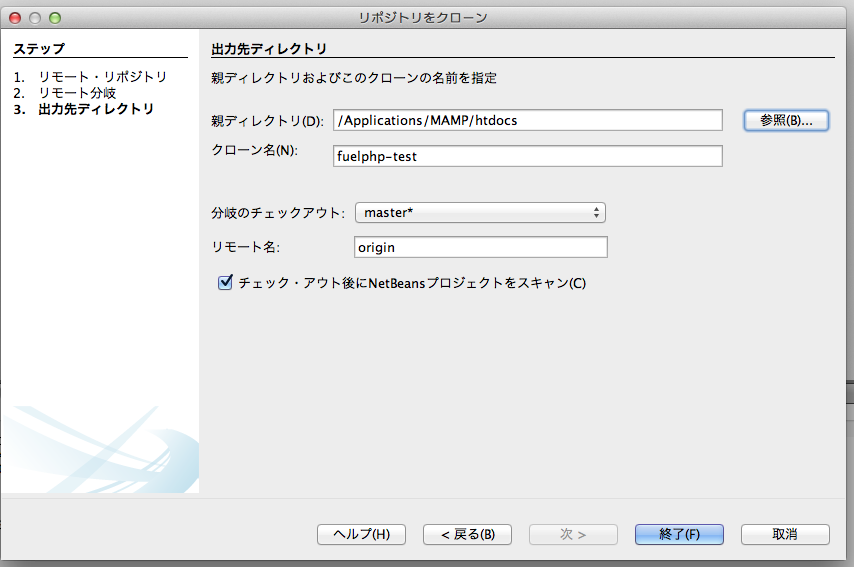 リポジトリをクローン
ステップ
1. リモート・リポジトリ
2. リモート分岐
3. 出力先ディレクトリ
出力先ディレクトリ
親ディレクトリおよびこのクローンの名前を指定
親ディレクトリ(D): /Applications/MAMP/htdocs 参照(B)...
クローン名(N): fuelphp-test
分岐のチェックアウト: master*
リモート名: origin
チェック・アウト後にNetBeansプロジェクトをスキャン(C)
ヘルプ(H) < 戻る(B) 次 > 終了(F) 取消